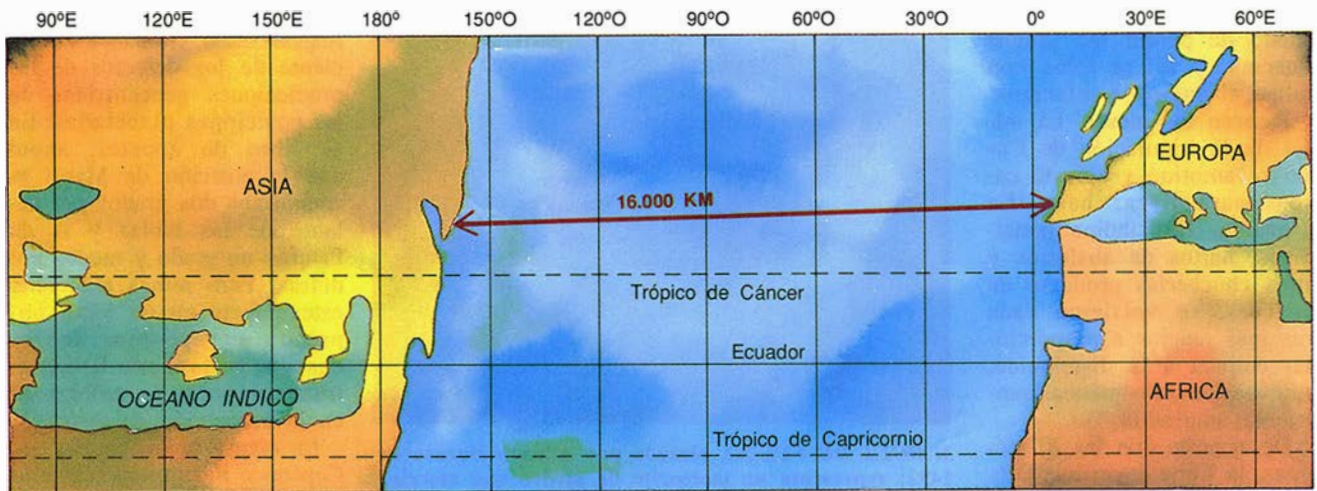 90ºE 120ºE 150ºE 180º 150ºO 120ºO 90ºO 60ºO 30ºO 0º 30ºE 60ºE
EUROPA
ASIA
16.000 KM
Trópico de Cáncer
Ecuador
OCEANO INDICO
AFRICA
Trópico de Capricornio